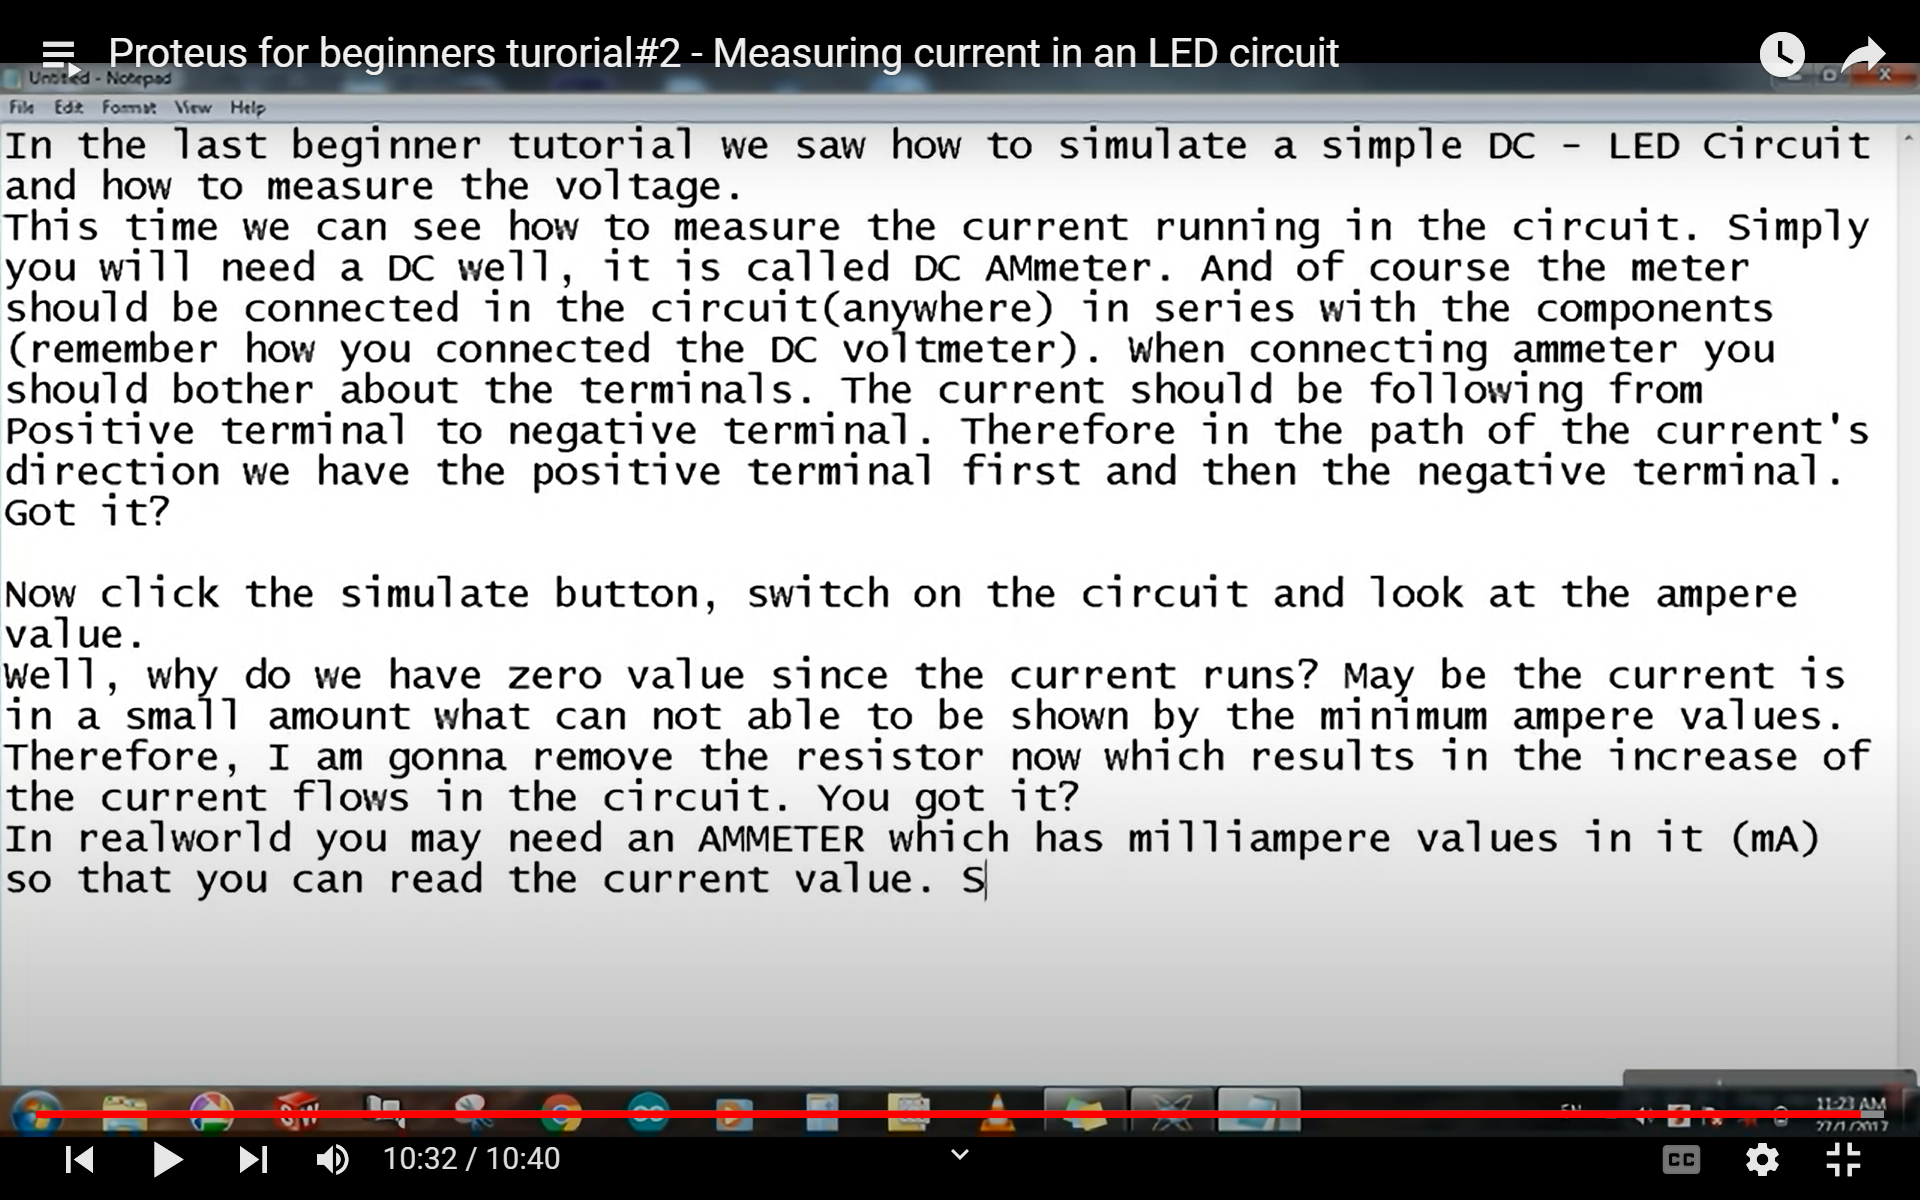 Proteus for beginners turorial#2 - Measuring current in an LED circuit
Untitled - Notepad
File Edit Format View Help
In the last beginner tutorial we saw how to simulate a simple DC - LED Circuit
and how to measure the voltage.
This time we can see how to measure the current running in the circuit. Simply
you will need a DC well, it is called DC AMmeter. And of course the meter
should be connected in the circuit(anywhere) in series with the components
(remember how you connected the DC voltmeter). When connecting ammeter you
should bother about the terminals. The current should be following from
Positive terminal to negative terminal. Therefore in the path of the current's
direction we have the positive terminal first and then the negative terminal.
Got it?
Now click the simulate button, switch on the circuit and look at the ampere
value.
Well, why do we have zero value since the current runs? May be the current is
in a small amount what can not able to be shown by the minimum ampere values.
Therefore, I am gonna remove the resistor now which results in the increase of
the current flows in the circuit. You got it?
In realworld you may need an AMMETER which has milliampere values in it (mA)
so that you can read the current value. S
SW
EN
11:23 AM
27/1/2017
10:32 / 10:40
CC